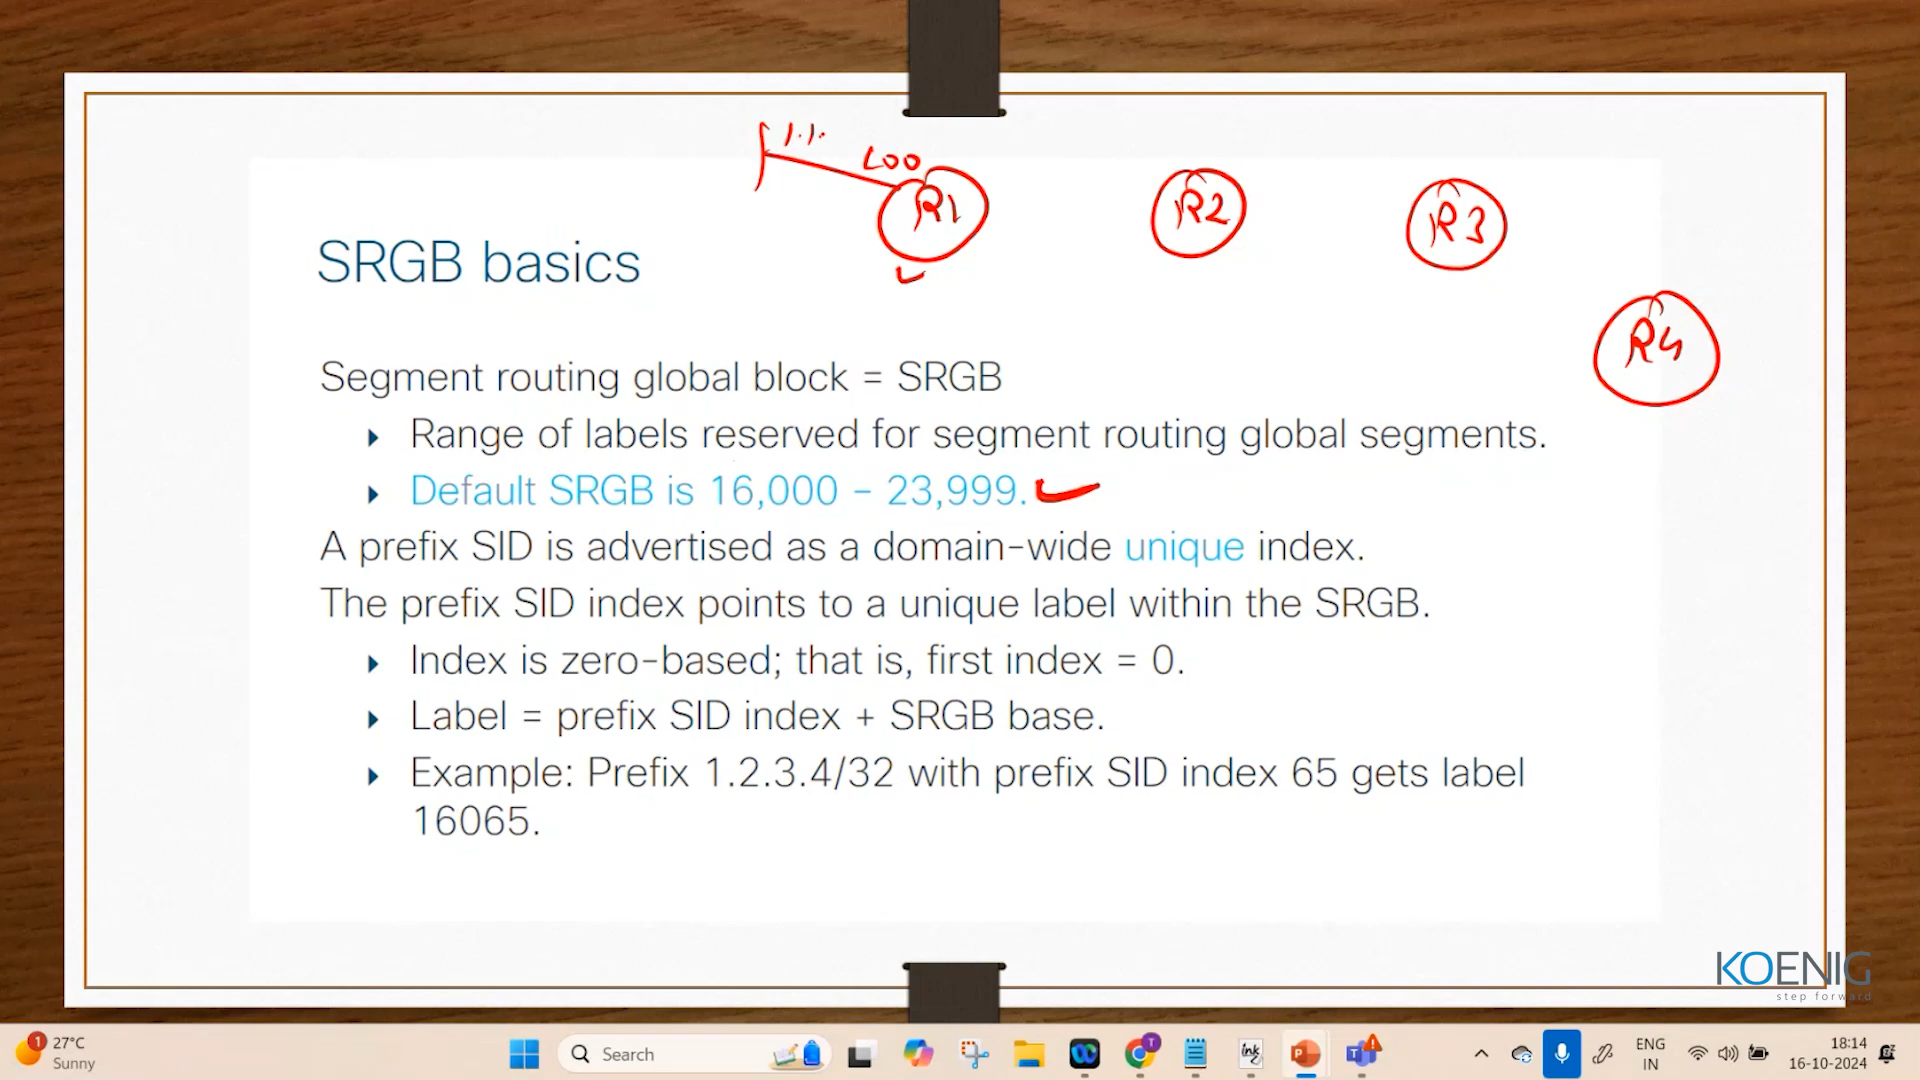 1.1.
Loo
R1
R2
R3
R4
SRGB basics
Segment routing global block = SRGB
Range of labels reserved for segment routing global segments.
Default SRGB is 16,000 – 23,999.
A prefix SID is advertised as a domain-wide unique index.
The prefix SID index points to a unique label within the SRGB.
Index is zero-based; that is, first index = 0.
Label = prefix SID index + SRGB base.
Example: Prefix 1.2.3.4/32 with prefix SID index 65 gets label
16065.
KOENIG
step forward
1
27°C
Sunny
Search
T
ink
P
T
ENG
IN
18:14
16-10-2024